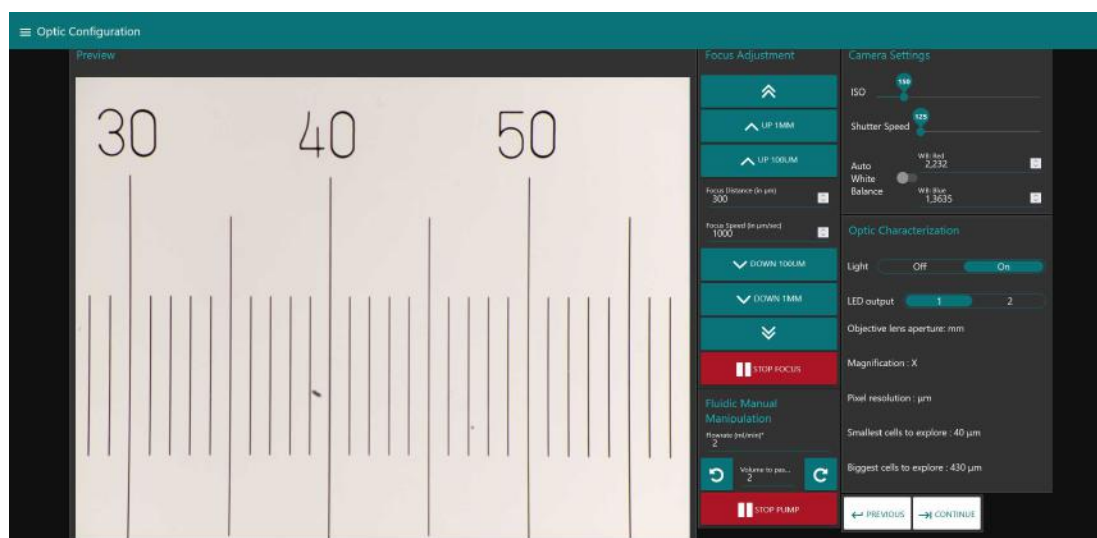 Optic Configuration
Preview
30 40 50
Focus Adjustment
UP 1MM
UP 100UM
Focus Distance (in μm)
300
Focus Speed (in μm/sec)
1000
DOWN 100UM
DOWN 1MM
STOP FOCUS
Fluidic Manual
Manipulation
Flowrate (ml/min)*
2
Volume to pas...
2
STOP PUMP
Camera Settings
150
ISO
125
Shutter Speed
Auto
White
Balance
WB: Red
2,232
WB: Blue
1,3635
Optic Characterization
Light Off On
LED output 1 2
Objective lens aperture: mm
Magnification : X
Pixel resolution : μm
Smallest cells to explore : 40 μm
Biggest cells to explore : 430 μm
PREVIOUS CONTINUE